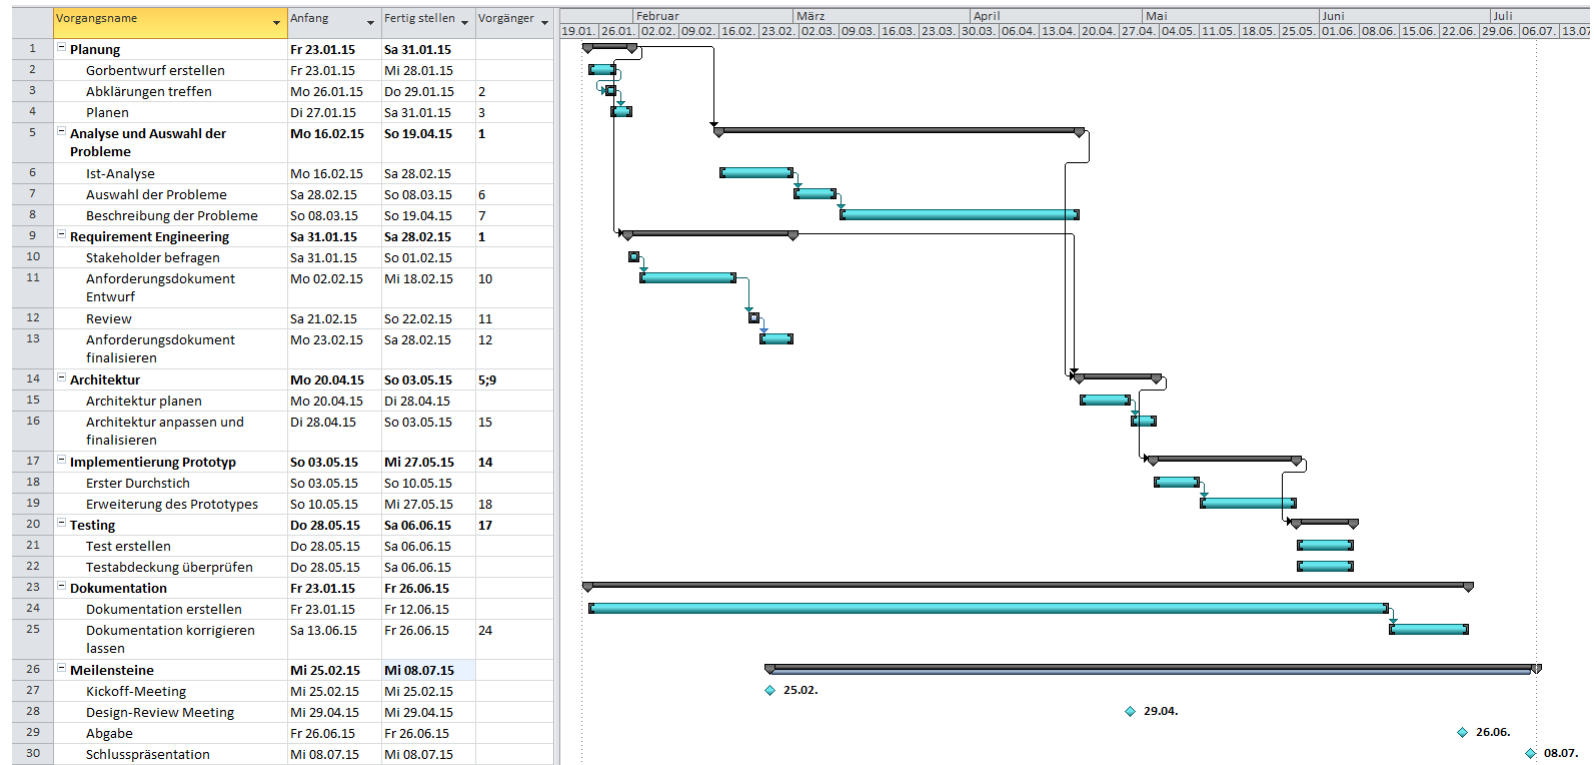 Vorgangsname Anfang Fertig stellen Vorgänger
Februar März April Mai Juni Juli
19.01. 26.01. 02.02. 09.02. 16.02. 23.02. 02.03. 09.03. 16.03. 23.03. 30.03. 06.04. 13.04. 20.04. 27.04. 04.05. 11.05. 18.05. 25.05. 01.06. 08.06. 15.06. 22.06. 29.06. 06.07. 13.07
1 Planung Fr 23.01.15 Sa 31.01.15
2 Gorbentwurf erstellen Fr 23.01.15 Mi 28.01.15
3 Abklärungen treffen Mo 26.01.15 Do 29.01.15 2
4 Planen Di 27.01.15 Sa 31.01.15 3
5 Analyse und Auswahl der Mo 16.02.15 So 19.04.15 1
Probleme
6 Ist-Analyse Mo 16.02.15 Sa 28.02.15
7 Auswahl der Probleme Sa 28.02.15 So 08.03.15 6
8 Beschreibung der Probleme So 08.03.15 So 19.04.15 7
9 Requirement Engineering Sa 31.01.15 Sa 28.02.15 1
10 Stakeholder befragen Sa 31.01.15 So 01.02.15
11 Anforderungsdokument Mo 02.02.15 Mi 18.02.15 10
Entwurf
12 Review Sa 21.02.15 So 22.02.15 11
13 Anforderungsdokument Mo 23.02.15 Sa 28.02.15 12
finalisieren
14 Architektur Mo 20.04.15 So 03.05.15 5;9
15 Architektur planen Mo 20.04.15 Di 28.04.15
16 Architektur anpassen und Di 28.04.15 So 03.05.15 15
finalisieren
17 Implementierung Prototyp So 03.05.15 Mi 27.05.15 14
18 Erster Durchstich So 03.05.15 So 10.05.15
19 Erweiterung des Prototypes So 10.05.15 Mi 27.05.15 18
20 Testing Do 28.05.15 Sa 06.06.15 17
21 Test erstellen Do 28.05.15 Sa 06.06.15
22 Testabdeckung überprüfen Do 28.05.15 Sa 06.06.15
23 Dokumentation Fr 23.01.15 Fr 26.06.15
24 Dokumentation erstellen Fr 23.01.15 Fr 12.06.15
25 Dokumentation korrigieren Sa 13.06.15 Fr 26.06.15 24
lassen
26 Meilensteine Mi 25.02.15 Mi 08.07.15
27 Kickoff-Meeting Mi 25.02.15 Mi 25.02.15 25.02.
28 Design-Review Meeting Mi 29.04.15 Mi 29.04.15 29.04.
29 Abgabe Fr 26.06.15 Fr 26.06.15 26.06.
30 Schlusspräsentation Mi 08.07.15 Mi 08.07.15 08.07.